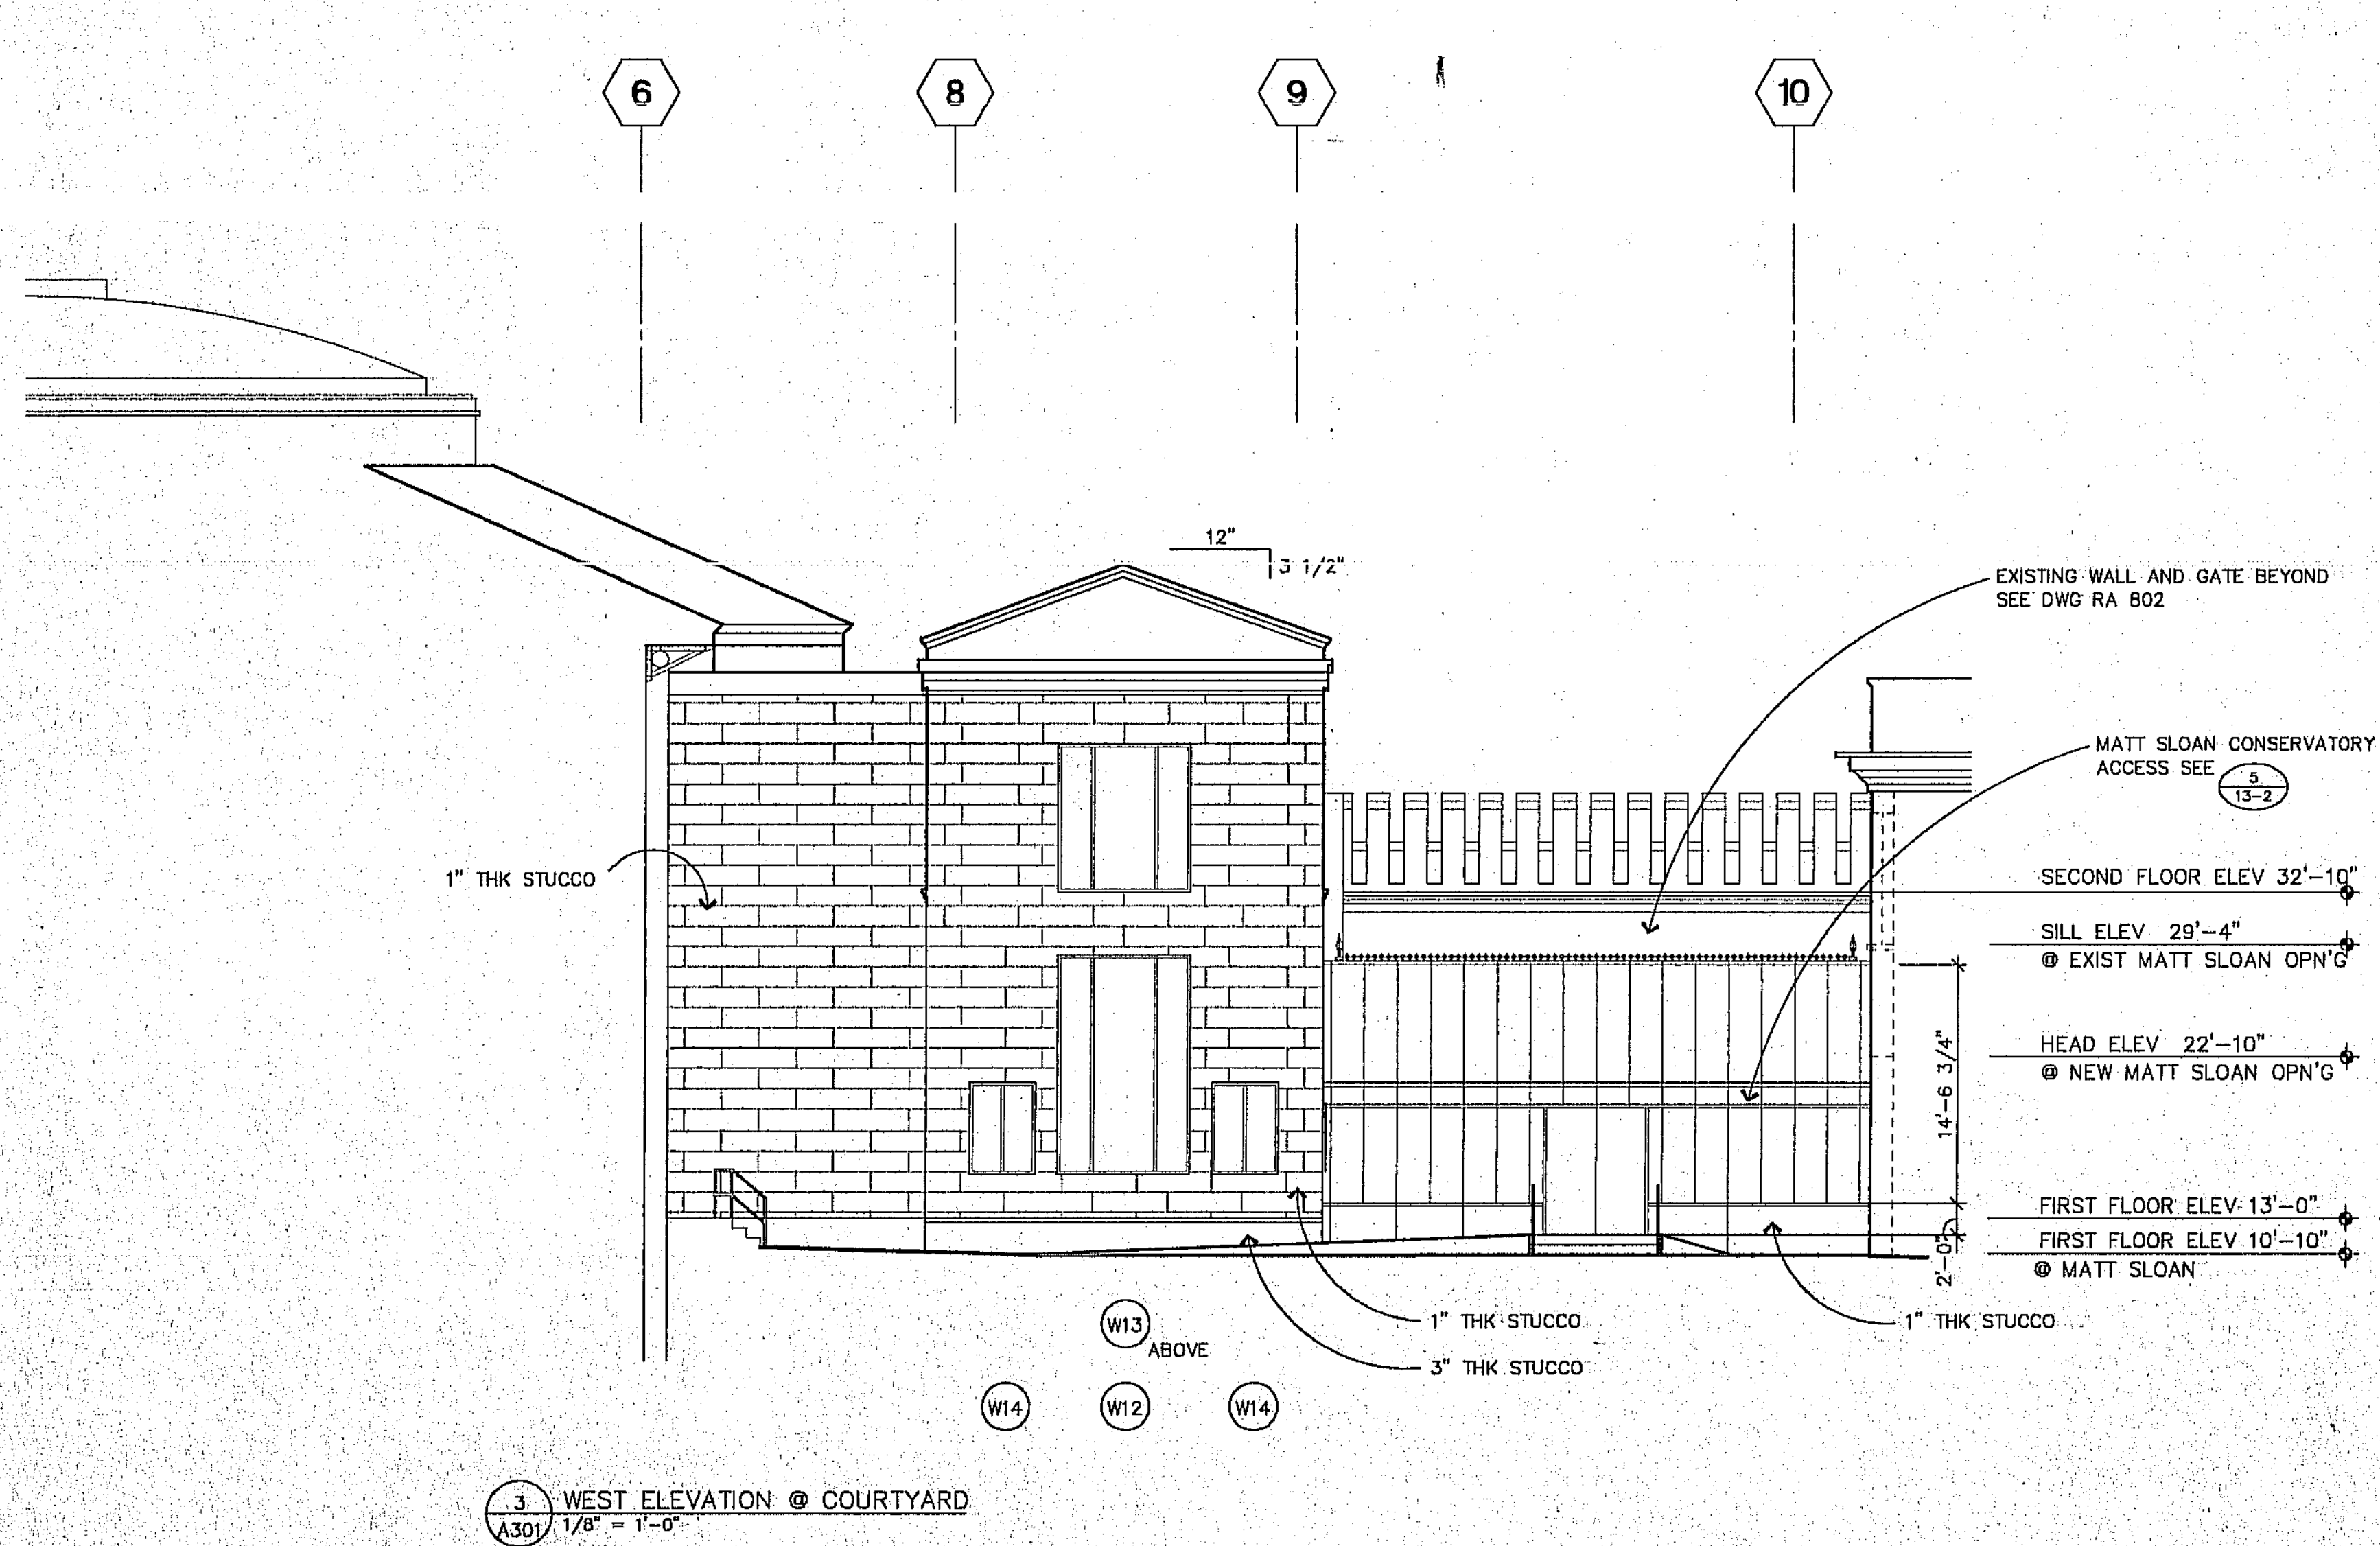 6
8
9
10
12"
3 1/2"
EXISTING WALL AND GATE BEYOND
SEE DWG RA 802
MATT SLOAN CONSERVATORY
ACCESS SEE
5
13-2
1" THK STUCCO
SECOND FLOOR ELEV 32'-10"
SILL ELEV 29'-4"
@ EXIST MATT SLOAN OPN'G
HEAD ELEV 22'-10"
@ NEW MATT SLOAN OPN'G
14'-6 3/4"
FIRST FLOOR ELEV 13'-0"
FIRST FLOOR ELEV 10'-10"
@ MATT SLOAN
2'-0"
1" THK STUCCO
1" THK STUCCO
3" THK STUCCO
W13
ABOVE
W14
W12
W14
3
A301
WEST ELEVATION @ COURTYARD
1/8" = 1'-0"